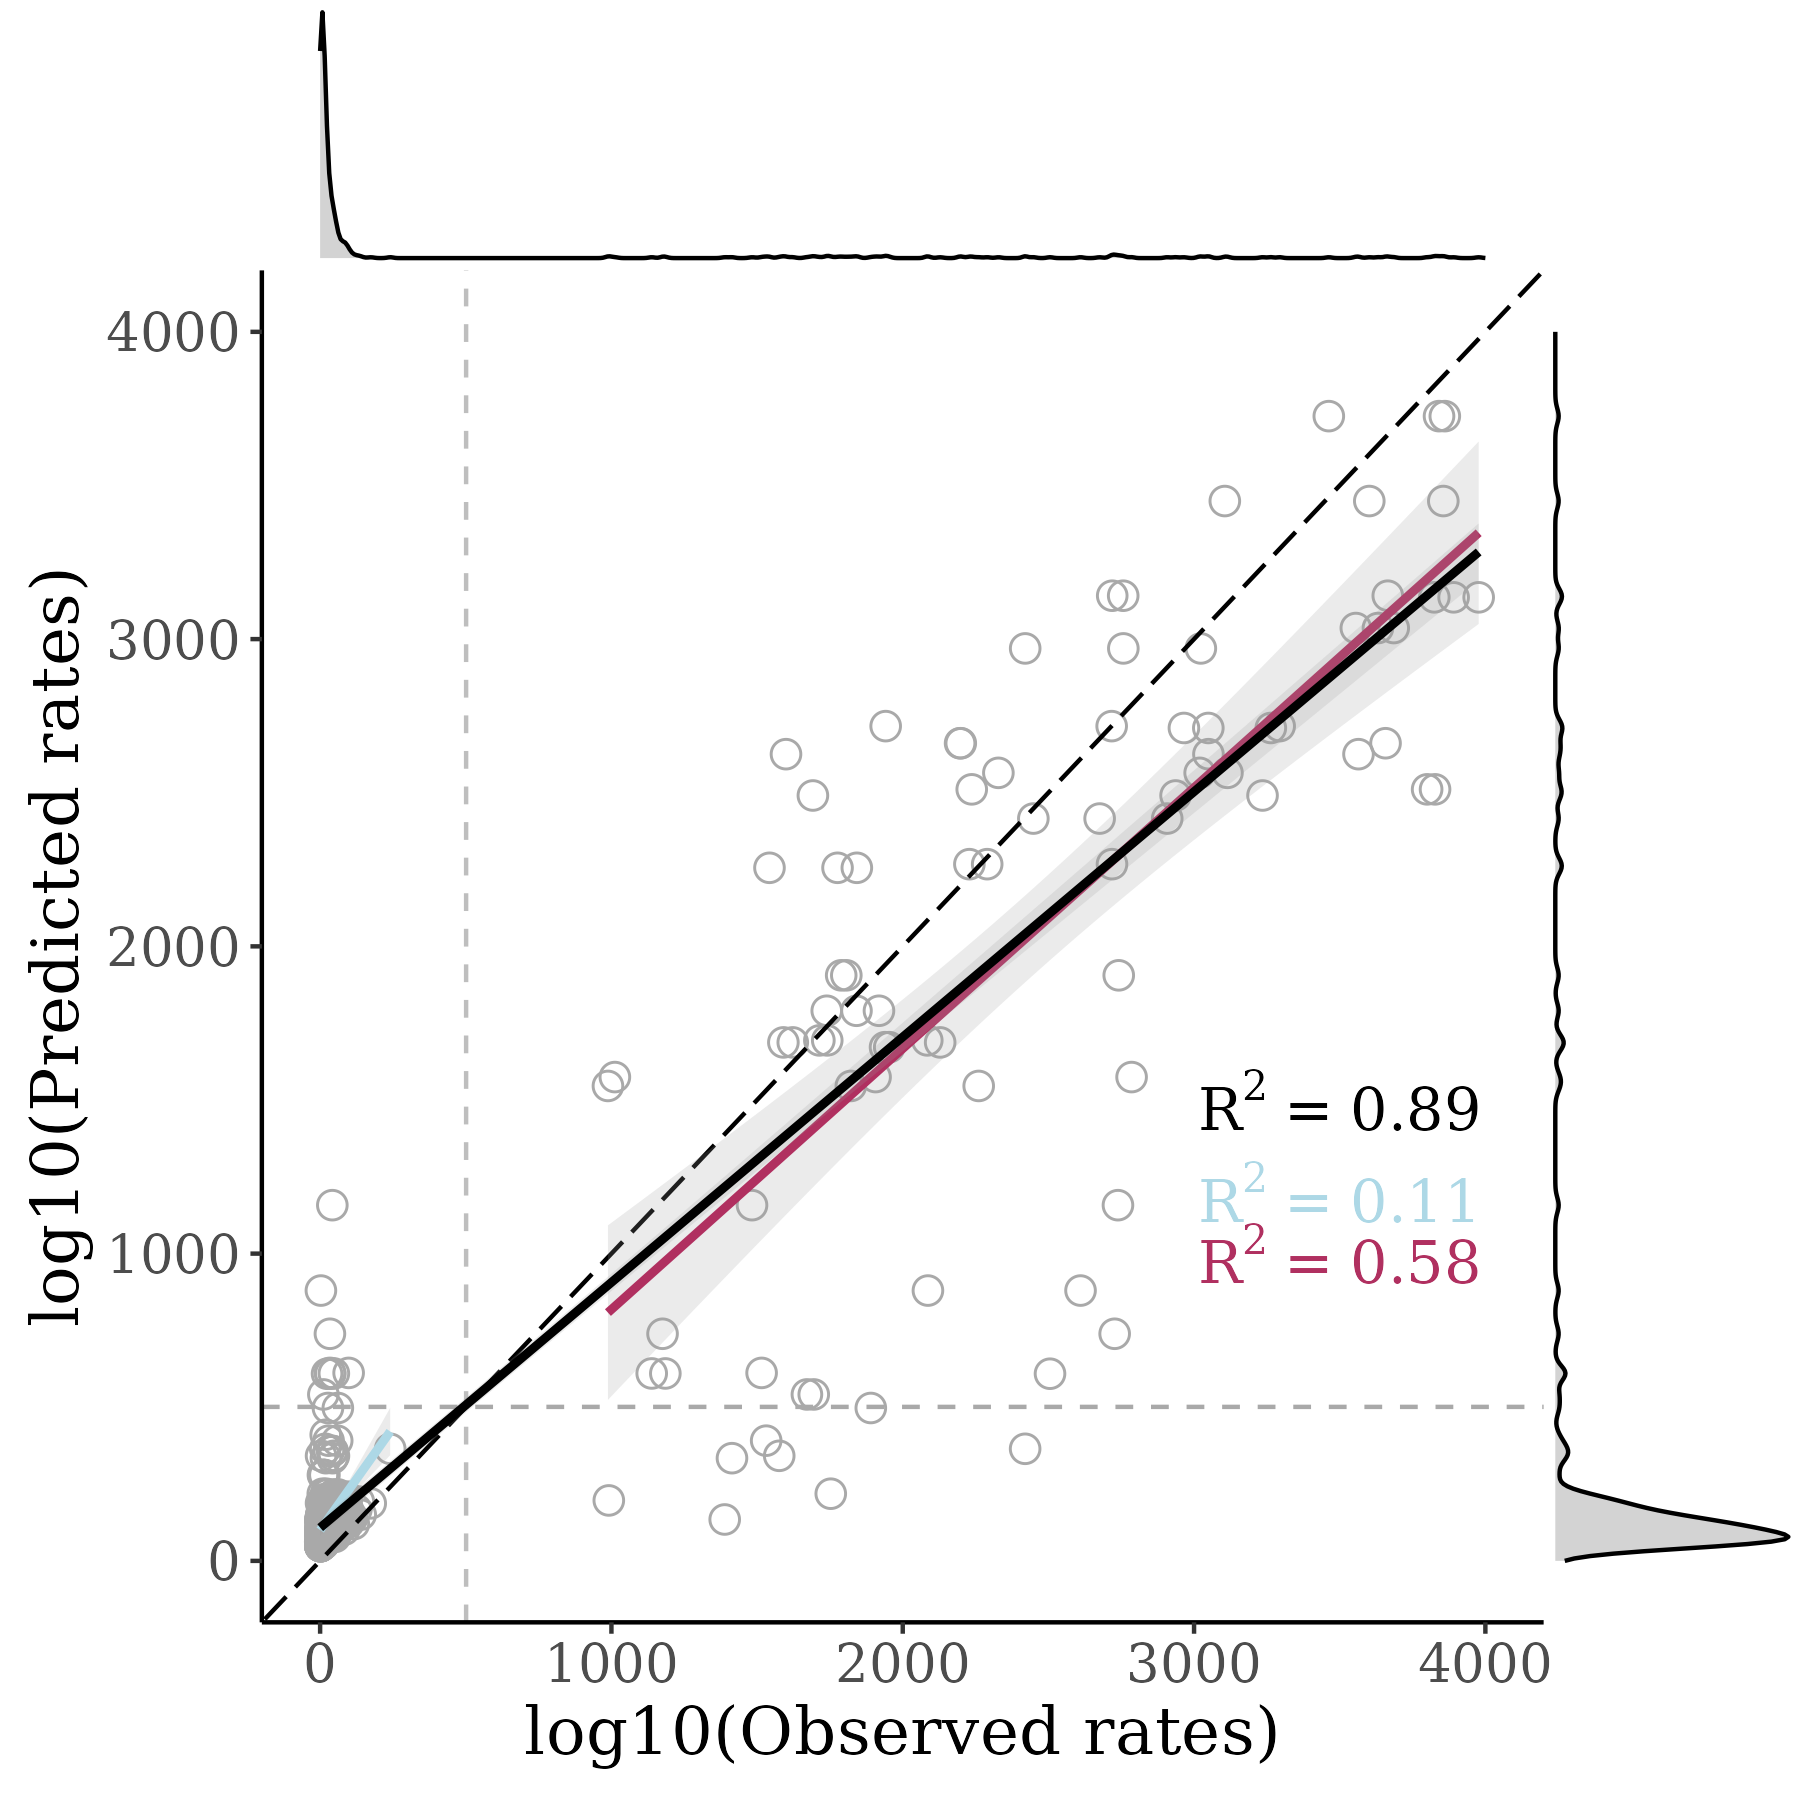 4000
3000
2000
1000
0
log10(Predicted rates)
R² = 0.89
R² = 0.11
R² = 0.58
0 1000 2000 3000 4000
log10(Observed rates)